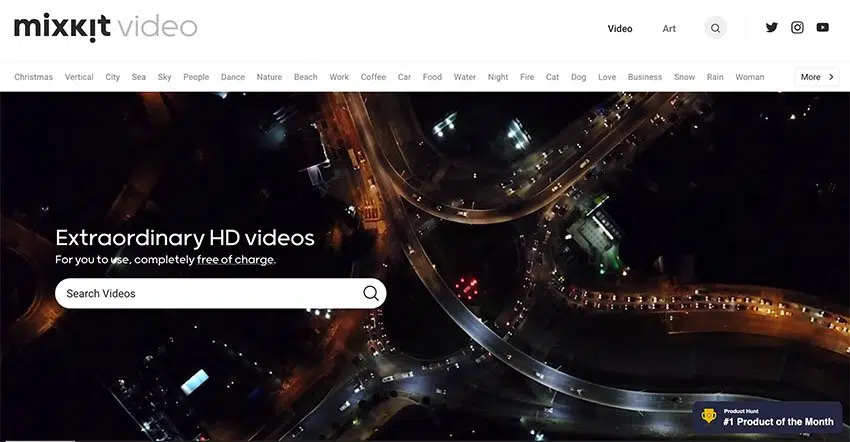 mixkit video
Video Art
Christmas Vertical City Sea Sky People Dance Nature Beach Work Coffee Car Food Water Night Fire Cat Dog Love Business Snow Rain Woman More
Extraordinary HD videos
For you to use, completely free of charge.
Search Videos
Product Hunt
#1 Product of the Month